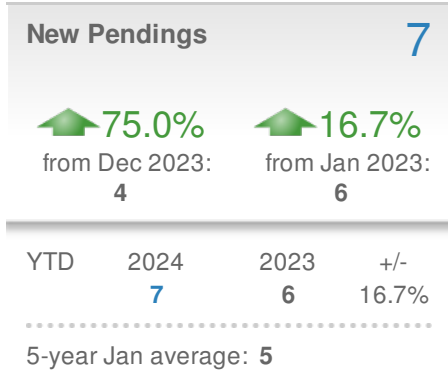 New Pendings 7
75.0% 16.7%
from Dec 2023: from Jan 2023:
4 6
YTD 2024 2023 +/-
7 6 16.7%
5-year Jan average: 5